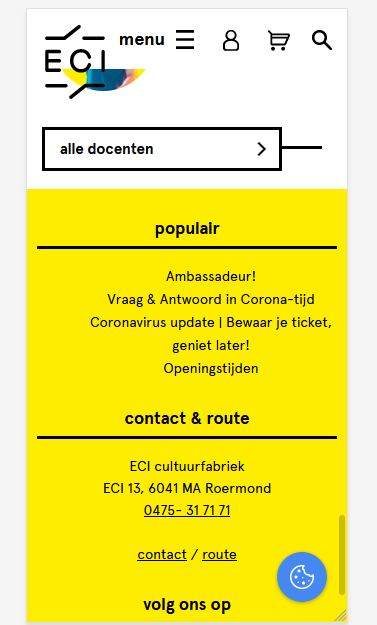 ECI
menu
alle docenten
populair
Ambassadeur!
Vraag & Antwoord in Corona-tijd
Coronavirus update | Bewaar je ticket,
geniet later!
Openingstijden
contact & route
ECI cultuurfabriek
ECI 13, 6041 MA Roermond
0475- 31 71 71
contact / route
volg ons op